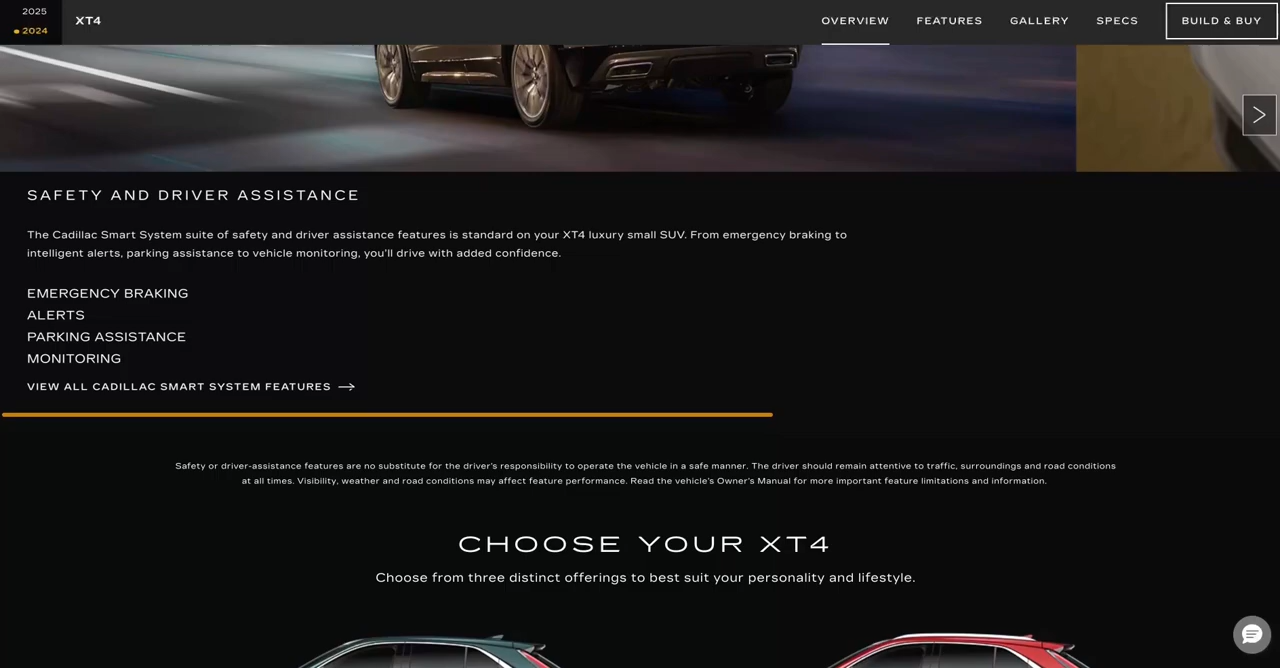 2025
2024
XT4
OVERVIEW
FEATURES
GALLERY
SPECS
BUILD & BUY
SAFETY AND DRIVER ASSISTANCE
The Cadillac Smart System suite of safety and driver assistance features is standard on your XT4 luxury small SUV. From emergency braking to
intelligent alerts, parking assistance to vehicle monitoring, you'll drive with added confidence.
EMERGENCY BRAKING
ALERTS
PARKING ASSISTANCE
MONITORING
VIEW ALL CADILLAC SMART SYSTEM FEATURES
Safety or driver-assistance features are no substitute for the driver's responsibility to operate the vehicle in a safe manner. The driver should remain attentive to traffic, surroundings and road conditions
at all times. Visibility, weather and road conditions may affect feature performance. Read the vehicle's Owner's Manual for more important feature limitations and information.
CHOOSE YOUR XT4
Choose from three distinct offerings to best suit your personality and lifestyle.